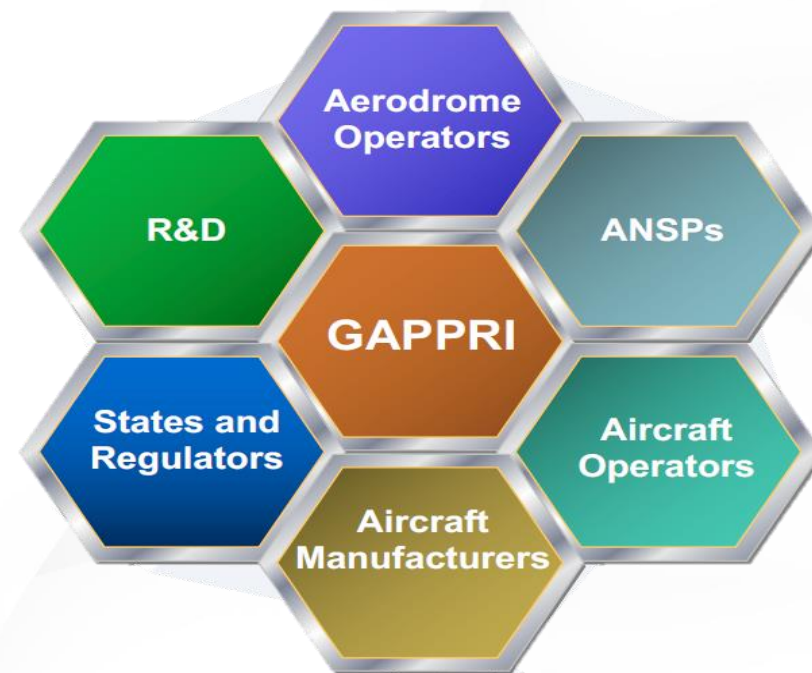 Aerodrome
Operators
R&D
ANSPs
GAPPRI
States and
Regulators
Aircraft
Operators
Aircraft
Manufacturers